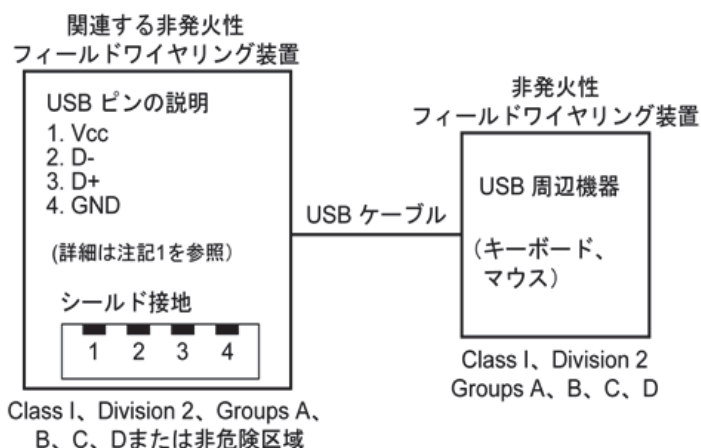 関連する非発火性
フィールドワイヤリング装置
USB ピンの説明
1. Vcc
2. D-
3. D+
4. GND
(詳細は注記1を参照)
シールド接地
1 2 3 4
Class I、Division 2、Groups A、
B、C、Dまたは非危険区域
USB ケーブル
非発火性
フィールドワイヤリング装置
USB 周辺機器
(キーボード、
マウス)
Class I、Division 2
Groups A、B、C、D